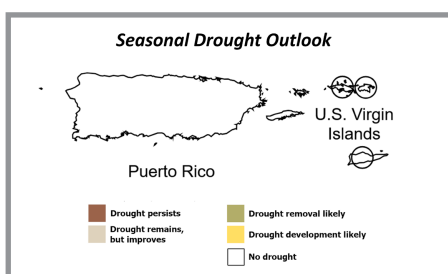 Seasonal Drought Outlook
U.S. Virgin
Islands
Puerto Rico
Drought persists
Drought remains,
but improves
Drought removal likely
Drought development likely
No drought